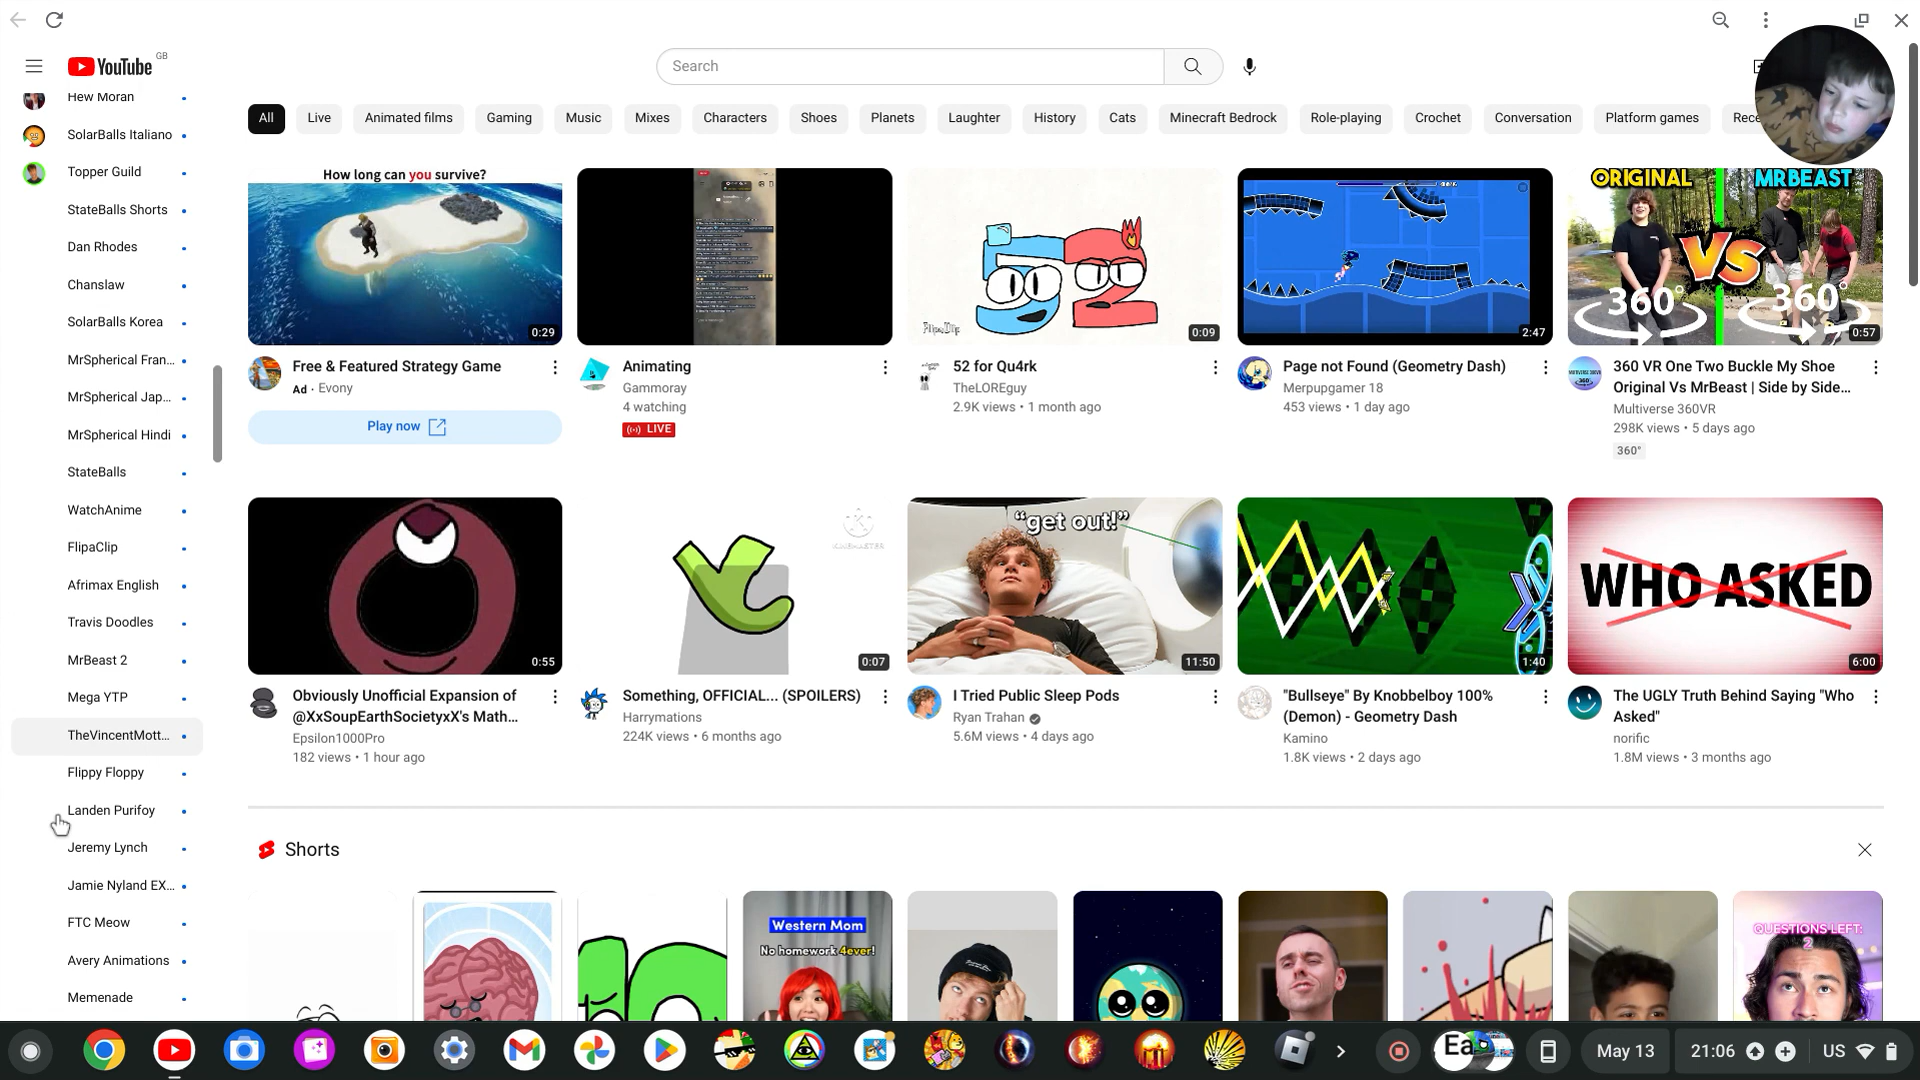 YouTube GB
Search
Hew Moran
SolarBalls Italiano
Topper Guild
StateBalls Shorts
Dan Rhodes
Chanslaw
SolarBalls Korea
MrSpherical Fran...
MrSpherical Jap...
MrSpherical Hindi
StateBalls
WatchAnime
FlipaClip
Afrimax English
Travis Doodles
MrBeast 2
Mega YTP
TheVincentMott...
Flippy Floppy
Landen Purifoy
Jeremy Lynch
Jamie Nyland EX...
FTC Meow
Avery Animations
Memenade
All Live Animated films Gaming Music Mixes Characters Shoes Planets Laughter History Cats Minecraft Bedrock Role-playing Crochet Conversation Platform games
How long can you survive?
0:29
Free & Featured Strategy Game
Ad · Evony
Play now
Animating
Gammoray
4 watching
LIVE
FlipaClip
0:09
52 for Qu4rk
TheLOREguy
2.9K views • 1 month ago
2:47
Page not Found (Geometry Dash)
Merpupgamer 18
453 views • 1 day ago
ORIGINAL MRBEAST
VS
360° 360°
0:57
360 VR One Two Buckle My Shoe
Original Vs MrBeast | Side by Side...
Multiverse 360VR
298K views • 5 days ago
360°
0:55
Obviously Unofficial Expansion of
@XxSoupEarthSocietyxX's Math...
Epsilon1000Pro
182 views • 1 hour ago
KINEMASTER
0:07
Something, OFFICIAL... (SPOILERS)
Harrymations
224K views • 6 months ago
"get out!"
11:50
I Tried Public Sleep Pods
Ryan Trahan
5.6M views • 4 days ago
1:40
"Bullseye" By Knobbelboy 100%
(Demon) - Geometry Dash
Kamino
1.8K views • 2 days ago
WHO ASKED
6:00
The UGLY Truth Behind Saying "Who
Asked"
norific
1.8M views • 3 months ago
Shorts
Western Mom
No homework 4ever!
QUESTIONS LEFT:
2
Ea
May 13
21:06
US